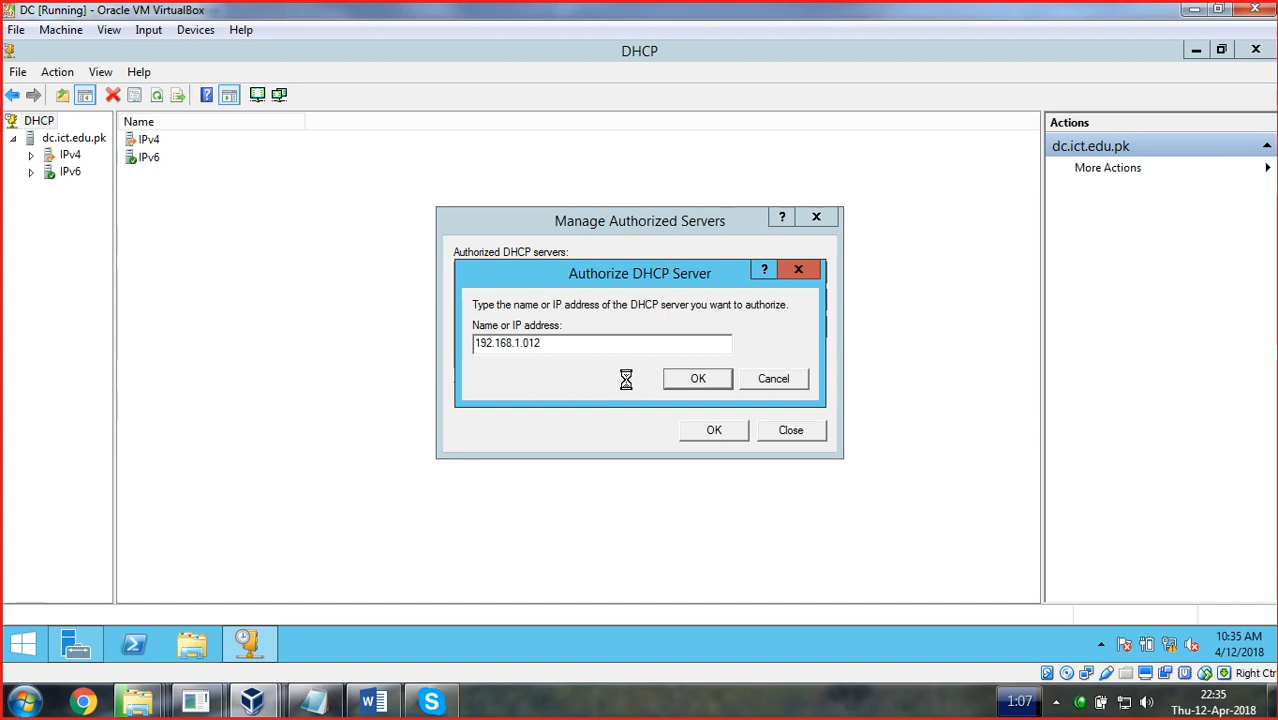 DC [Running] - Oracle VM VirtualBox
File Machine View Input Devices Help
DHCP
File Action View Help
DHCP
dc.ict.edu.pk
IPv4
IPv6
Name
IPv4
IPv6
Actions
dc.ict.edu.pk
More Actions
Manage Authorized Servers
? X
Authorized DHCP servers:
Authorize DHCP Server
? X
Type the name or IP address of the DHCP server you want to authorize.
Name or IP address:
192.168.1.012
OK Cancel
OK Close
10:35 AM
4/12/2018
Right Ctr
1:07
22:35
Thu-12-Apr-2018